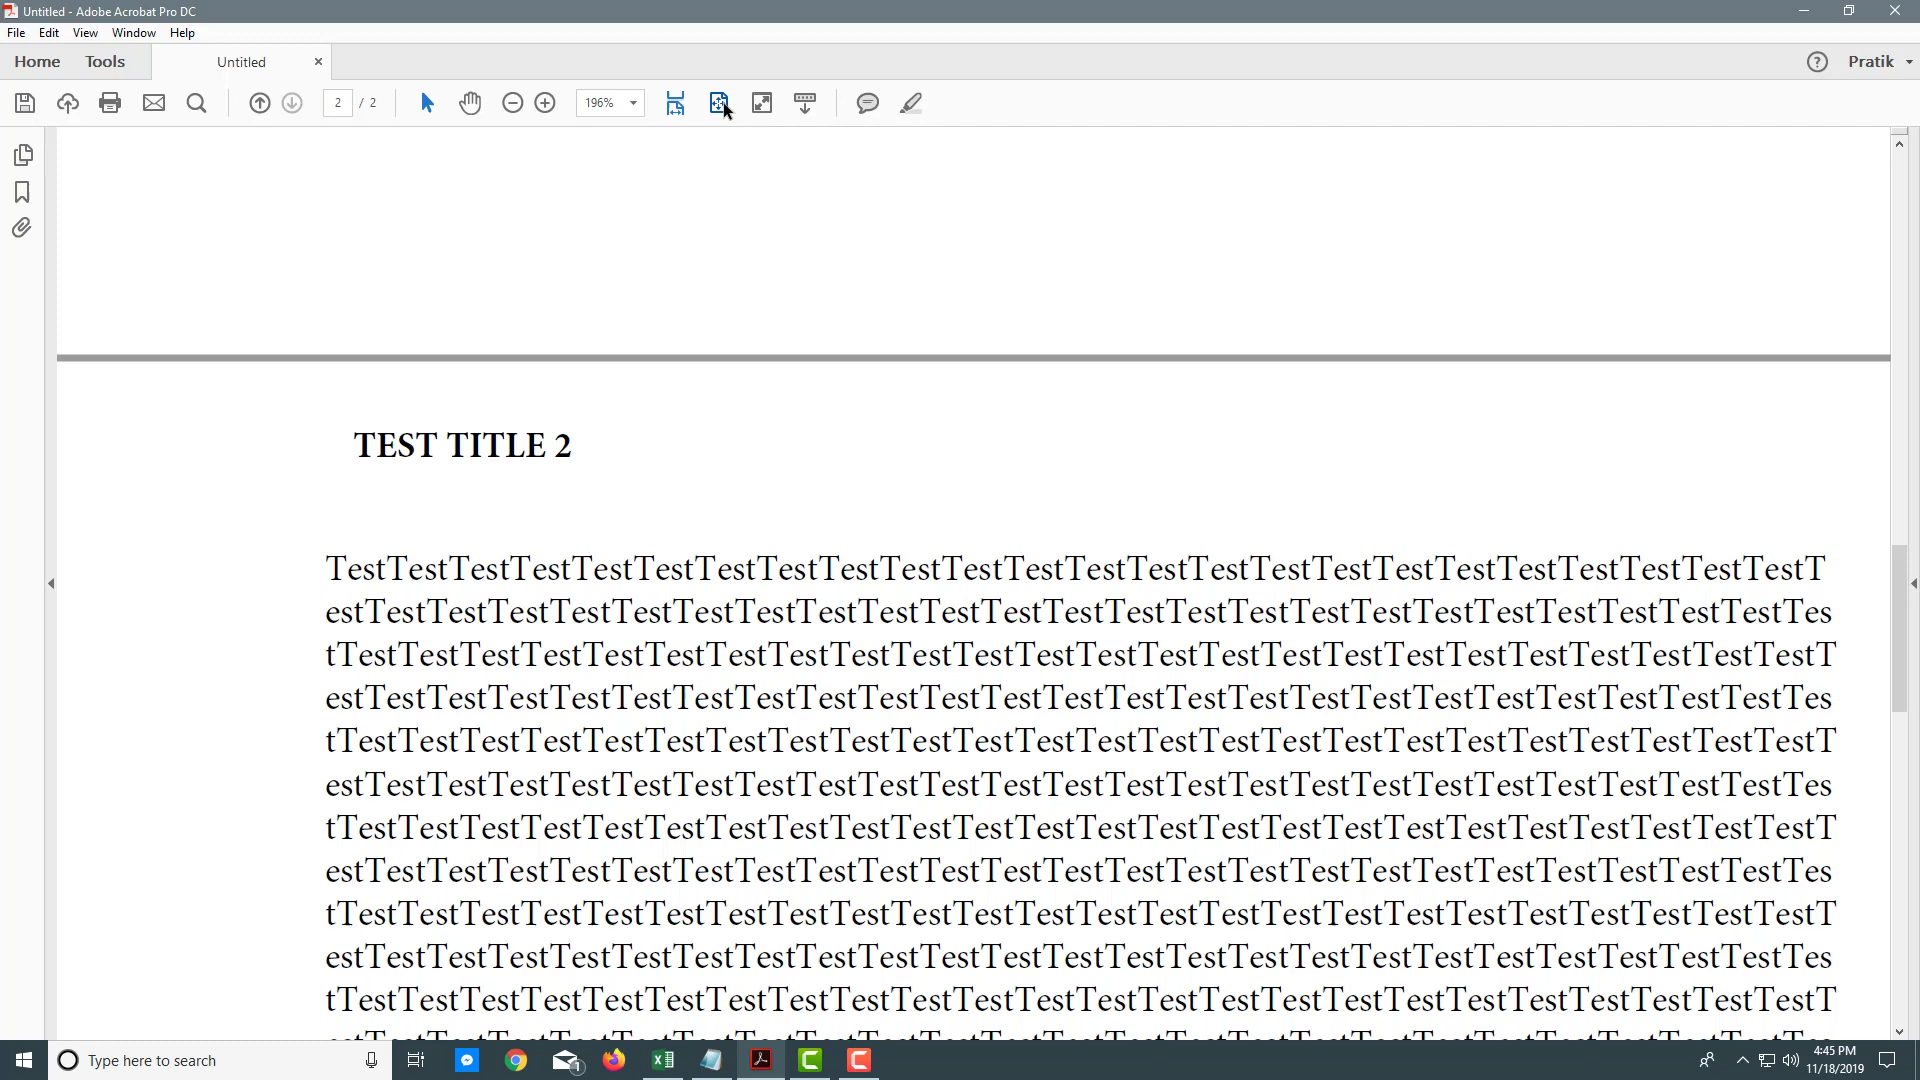 Untitled - Adobe Acrobat Pro DC
File Edit View Window Help
Home Tools Untitled Pratik
2 / 2 196%
TEST TITLE 2
TestTestTestTestTestTestTestTestTestTestTestTestTestTestTestTestTestTestTestTestTestTestTestTestT
estTestTestTestTestTestTestTestTestTestTestTestTestTestTestTestTestTestTestTestTestTestTestTestTes
tTestTestTestTestTestTestTestTestTestTestTestTestTestTestTestTestTestTestTestTestTestTestTestTestT
estTestTestTestTestTestTestTestTestTestTestTestTestTestTestTestTestTestTestTestTestTestTestTestTes
tTestTestTestTestTestTestTestTestTestTestTestTestTestTestTestTestTestTestTestTestTestTestTestTestT
estTestTestTestTestTestTestTestTestTestTestTestTestTestTestTestTestTestTestTestTestTestTestTestTes
tTestTestTestTestTestTestTestTestTestTestTestTestTestTestTestTestTestTestTestTestTestTestTestTestT
estTestTestTestTestTestTestTestTestTestTestTestTestTestTestTestTestTestTestTestTestTestTestTestTes
tTestTestTestTestTestTestTestTestTestTestTestTestTestTestTestTestTestTestTestTestTestTestTestTestT
estTestTestTestTestTestTestTestTestTestTestTestTestTestTestTestTestTestTestTestTestTestTestTestTes
tTestTestTestTestTestTestTestTestTestTestTestTestTestTestTestTestTestTestTestTestTestTestTestTestT
Type here to search
1
4:45 PM
11/18/2019